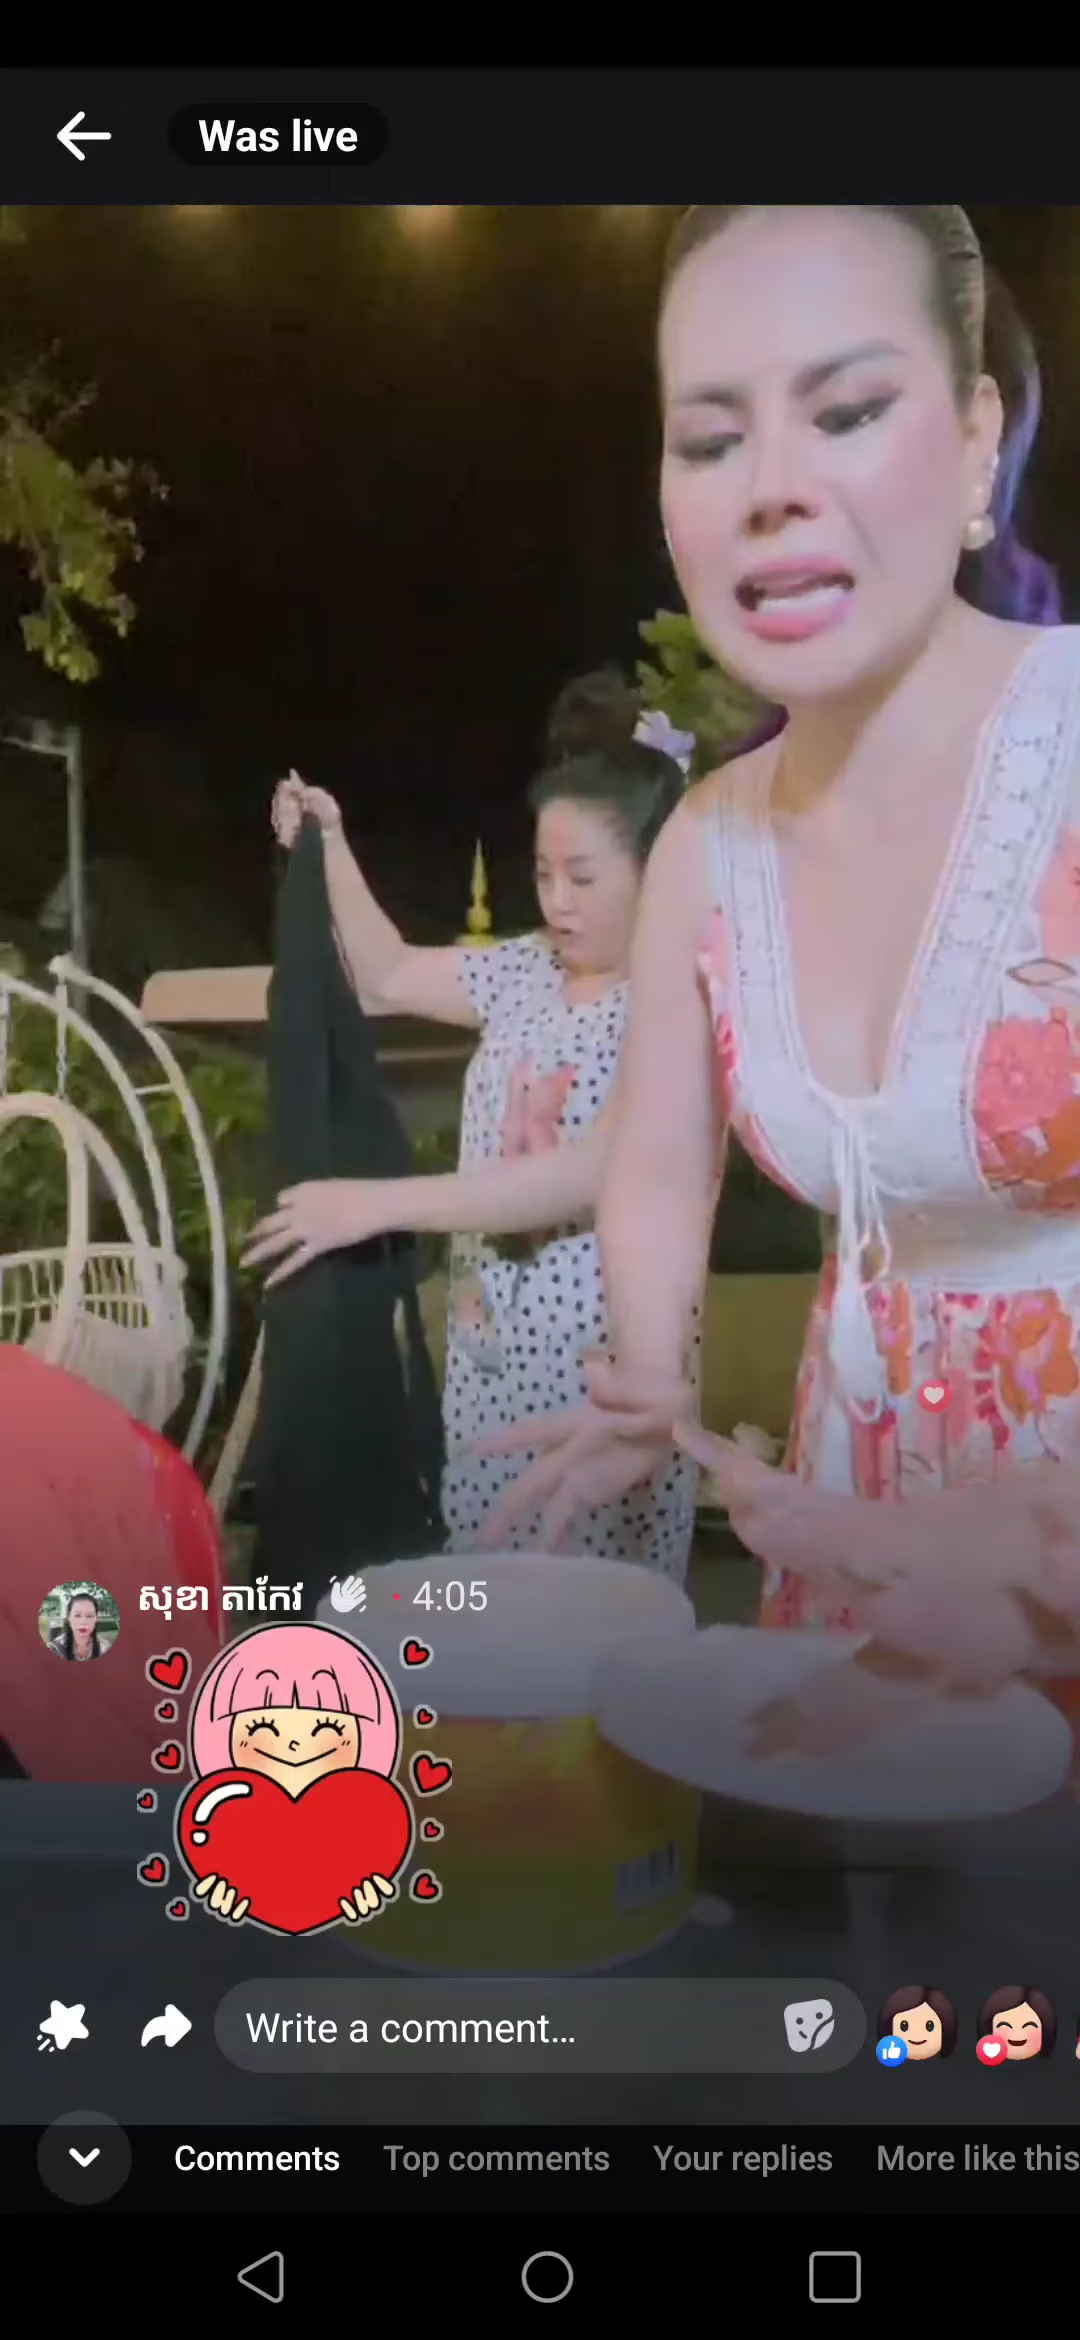 Was live
សុខា តាកែវ 👋 • 4:05
Write a comment...
Comments Top comments Your replies More like this